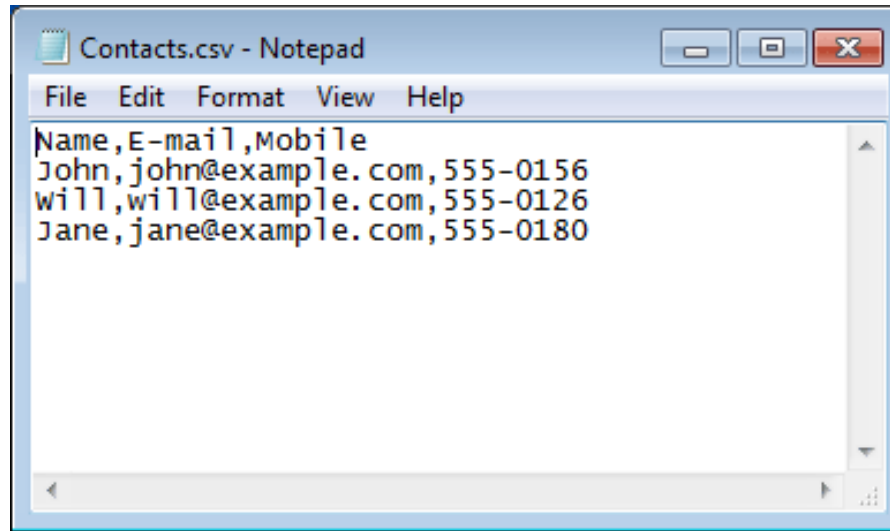 Contacts.csv - Notepad
File Edit Format View Help
Name,E-mail,Mobile
John,john@example.com,555-0156
Will,will@example.com,555-0126
Jane,jane@example.com,555-0180